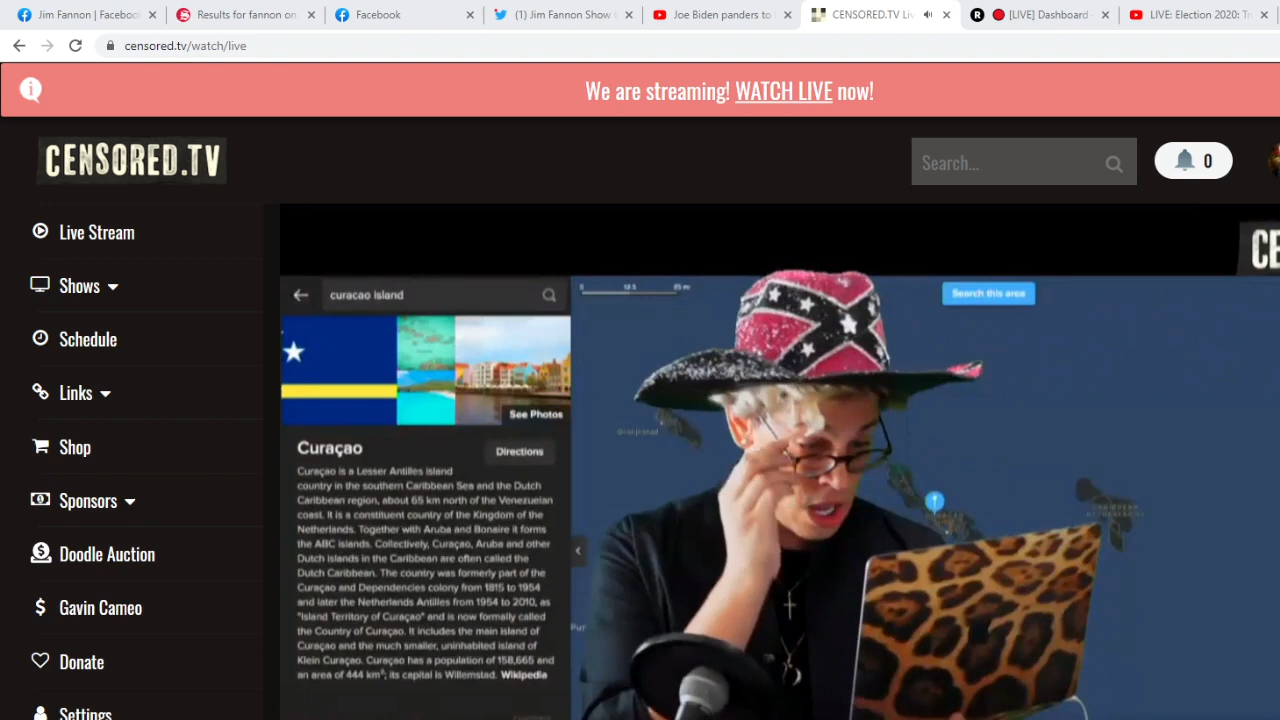 Jim Fannon | Facebook
Results for fannon on
Facebook
(1) Jim Fannon Show
Joe Biden panders to
CENSORED.TV Liv
R
[LIVE] Dashboard
LIVE: Election 2020: Tr
censored.tv/watch/live
We are streaming! WATCH LIVE now!
CENSORED.TV
Search...
0
Live Stream
Shows
Schedule
Links
Shop
Sponsors
Doodle Auction
Gavin Cameo
Donate
Settings
CE
curacao island
Search this area
See Photos
Curaçao
Directions
Curaçao is a Lesser Antilles island
country in the southern Caribbean Sea and the Dutch
Caribbean region, about 65 km north of the Venezuelan
coast. It is a constituent country of the Kingdom of the
Netherlands. Together with Aruba and Bonaire it forms
the ABC islands. Collectively, Curaçao, Aruba and other
Dutch islands in the Caribbean are often called the
Dutch Caribbean. The country was formerly part of the
Curaçao and Dependencies colony from 1815 to 1954
and later the Netherlands Antilles from 1954 to 2010, as
"Island Territory of Curaçao" and is now formally called
the Country of Curaçao. It includes the main island of
Curaçao and the much smaller, uninhabited island of
Klein Curaçao. Curaçao has a population of 158,665 and
an area of 444 km²; its capital is Willemstad. Wikipedia